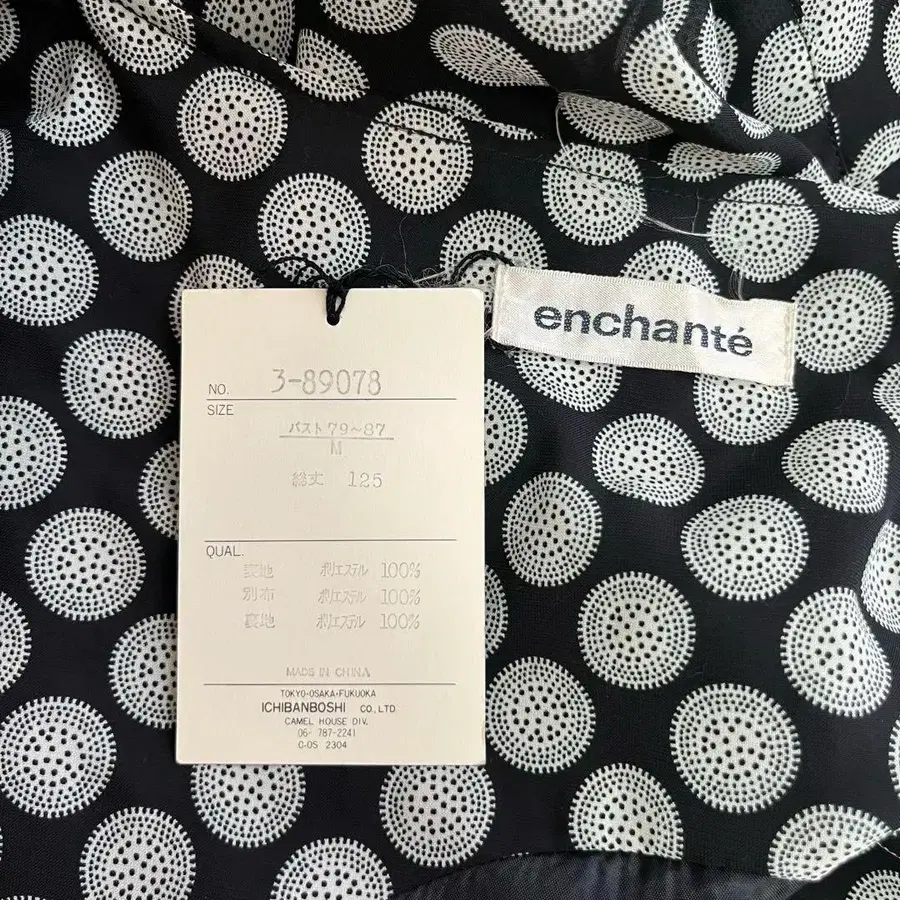 enchanté
NO. 3-89078
SIZE
バスト 79~87
M
総丈 125
QUAL.
表地 ポリエステル 100%
別布 ポリエステル 100%
裏地 ポリエステル 100%
MADE IN CHINA
TOKYO・OSAKA・FUKUOKA
ICHIBANBOSHI CO.,LTD
CAMEL HOUSE DIV.
06- 787-2241
C-OS 2304